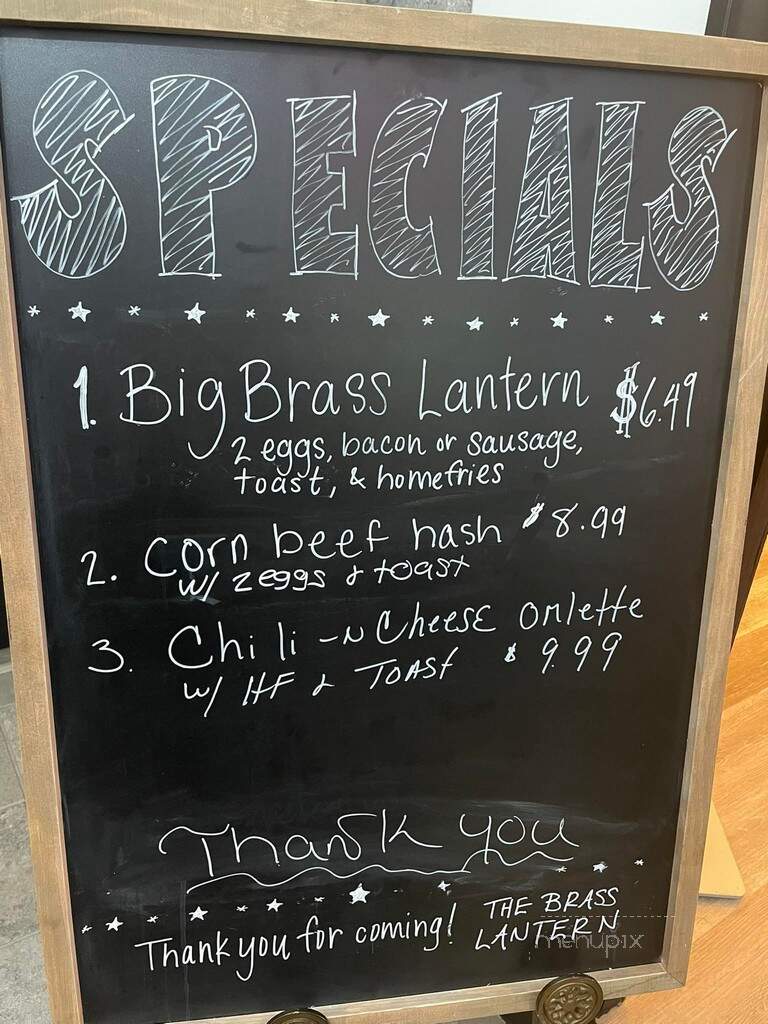 SPECIALS
1. Big Brass Lantern $6.49
2 eggs, bacon or sausage,
toast, & homefries
2. Corn beef hash $8.99
w/ 2 eggs & toast
3. Chili -N Cheese omlette
w/ HF & TOAST $9.99
Thank you
Thank you for coming! THE BRASS
LANTERN
menupix